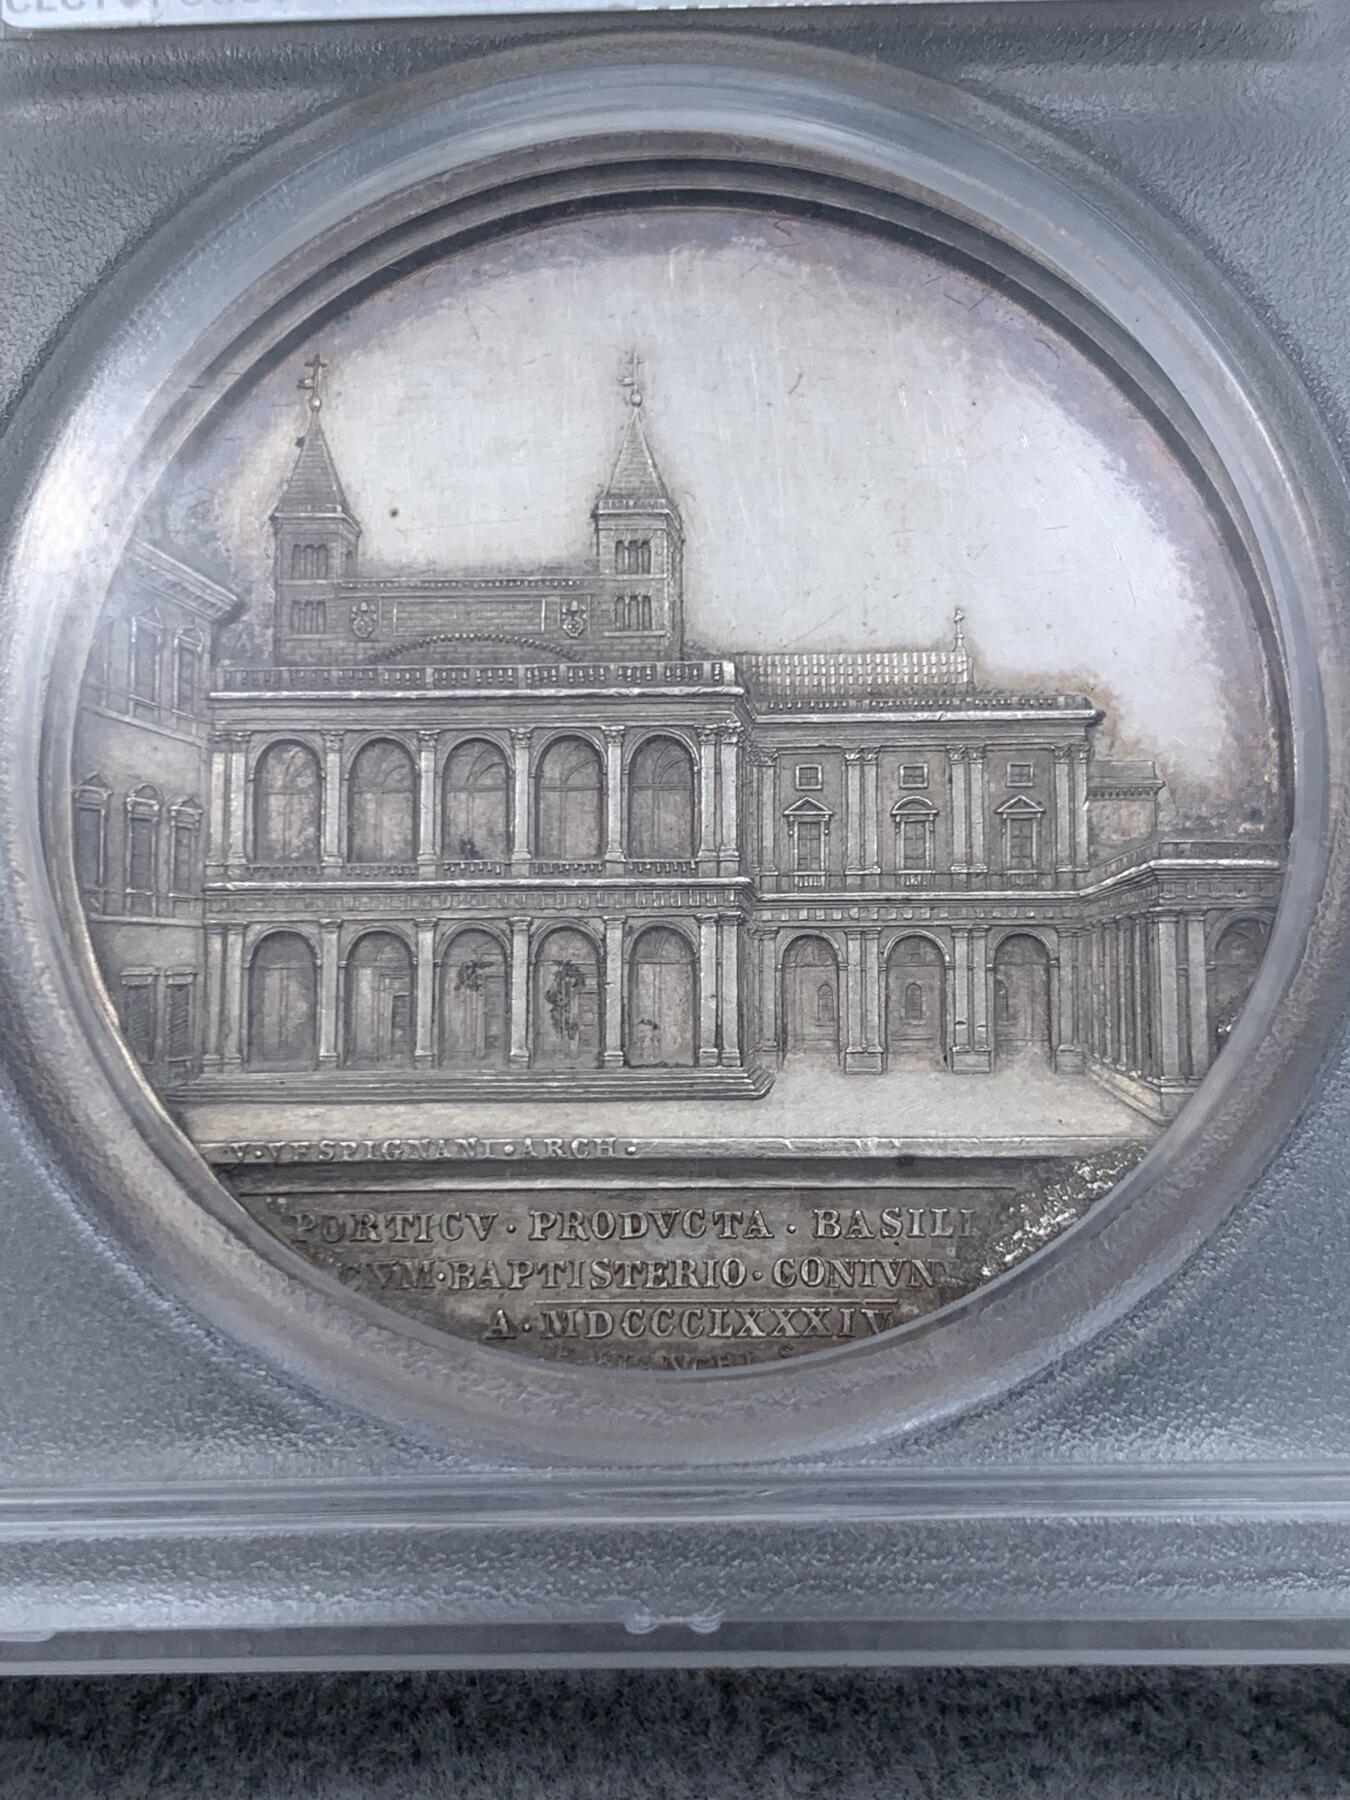 V·VESPIGNANI·ARCH·
PORTICV · PRODVCTA · BASILI
CVM·BAPTISTERIO·CONIVN
A·MDCCCLXXXIV